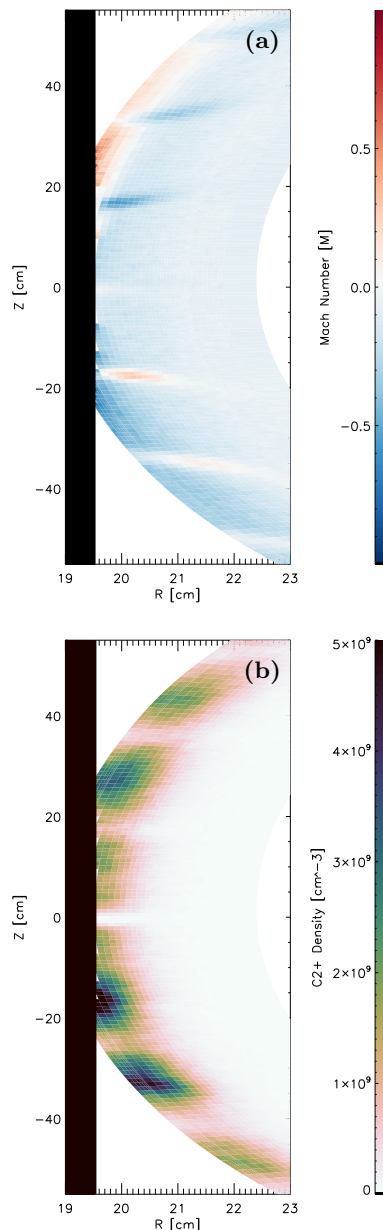 (a)
40
20
0
−20
−40
Z [cm]
19 20 21 22 23
R [cm]
0.5
0.0
−0.5
Mach Number [M]
(b)
40
20
0
−20
−40
Z [cm]
19 20 21 22 23
R [cm]
5×10⁹
4×10⁹
3×10⁹
2×10⁹
1×10⁹
0
C2+ Density [cm^−3]